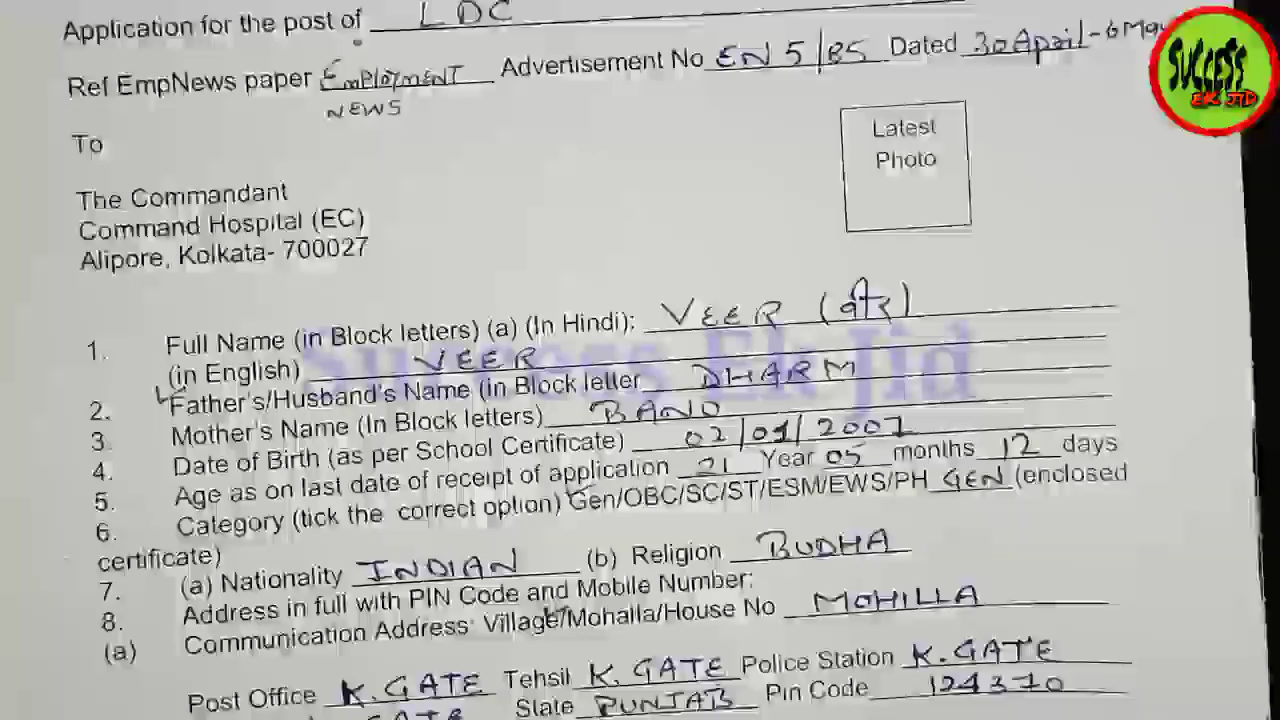 Application for the post of LDC
Ref EmpNews paper EmploymENT NEWS Advertisement No EN 5/85 Dated 30 April-6 May
SUCCESS
EK JID
To
Latest
Photo
The Commandant
Command Hospital (EC)
Alipore, Kolkata- 700027
1. Full Name (in Block letters) (a) (In Hindi): VEER (वीर)
(in English) VEER
2. Father's/Husband's Name (in Block letter DHARM
3. Mother's Name (In Block letters) BANO
4. Date of Birth (as per School Certificate) 02/01/2001
5. Age as on last date of receipt of application 21 Year 05 months 12 days
6. Category (tick the correct option) Gen/OBC/SC/ST/ESM/EWS/PH GEN (enclosed
certificate)
7. (a) Nationality INDIAN (b) Religion BUDHA
8. Address in full with PIN Code and Mobile Number:
(a) Communication Address: Village/Mohalla/House No MOHILLA
Post Office K. GATE Tehsil K. GATE Police Station K. GATE
State PUNJAB Pin Code 124310
Success Ek Jid